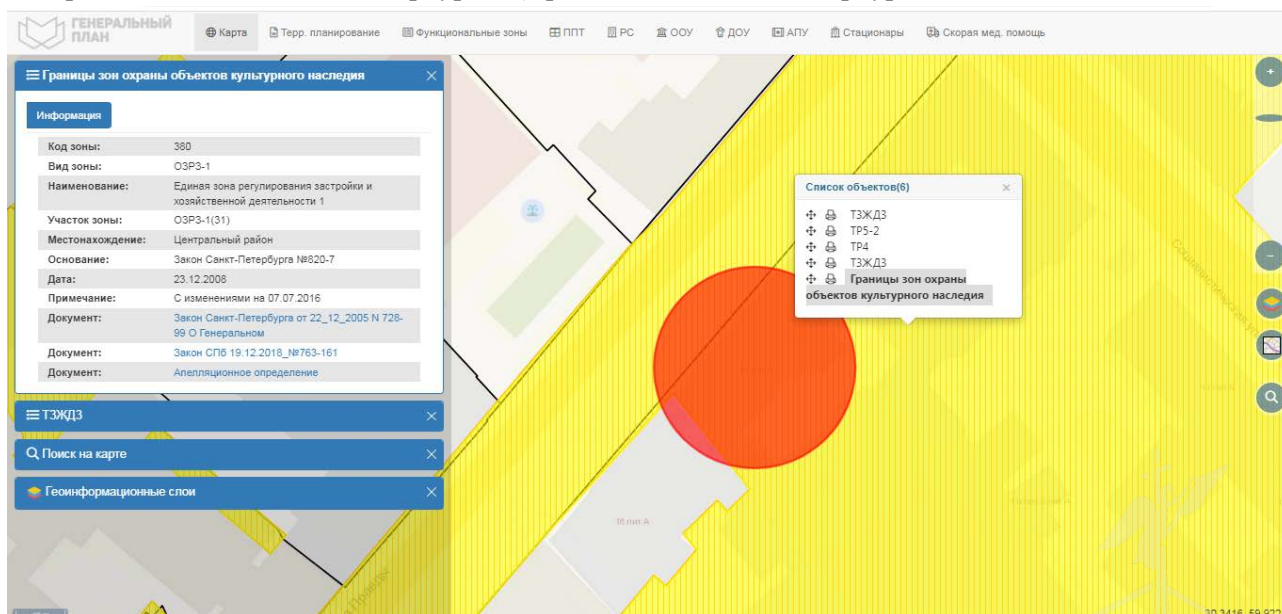 ГЕНЕРАЛЬНЫЙ
ПЛАН
Карта
Терр. планирование
Функциональные зоны
ППТ
РС
ООУ
ДОУ
АПУ
Стационары
Скорая мед. помощь
Границы зон охраны объектов культурного наследия
Информация
Код зоны: 380
Вид зоны: ОЗРЗ-1
Наименование: Единая зона регулирования застройки и
хозяйственной деятельности 1
Участок зоны: ОЗРЗ-1(31)
Местонахождение: Центральный район
Основание: Закон Санкт-Петербурга №820-7
Дата: 23.12.2008
Примечание: С изменениями на 07.07.2016
Документ: Закон Санкт-Петербурга от 22_12_2005 N 728-
99 О Генеральном
Документ: Закон СПб 19.12.2018_№763-161
Документ: Апелляционное определение
ТЗЖДЗ
Поиск на карте
Геоинформационные слои
Список объектов(6)
ТЗЖДЗ
ТР5-2
ТР4
ТЗЖДЗ
Границы зон охраны
объектов культурного наследия
16 лит А